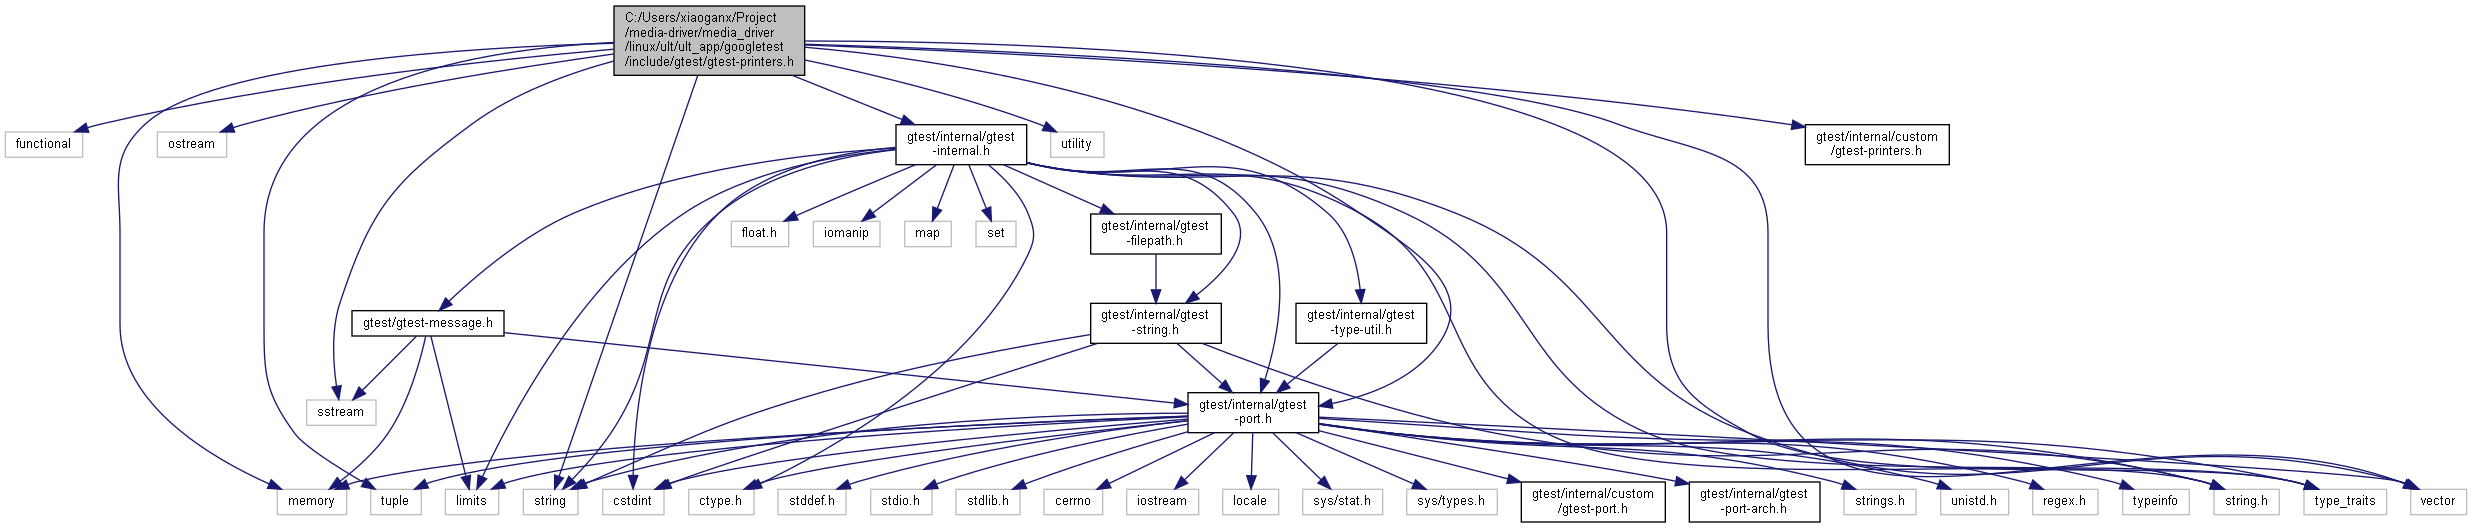 C:/Users/xiaoganx/Project
/media-driver/media_driver
/linux/ult/ult_app/googletest
/include/gtest/gtest-printers.h
functional
ostream
gtest/internal/gtest
-internal.h
utility
gtest/internal/custom
/gtest-printers.h
float.h
iomanip
map
set
gtest/internal/gtest
-filepath.h
gtest/gtest-message.h
gtest/internal/gtest
-string.h
gtest/internal/gtest
-type-util.h
sstream
gtest/internal/gtest
-port.h
memory
tuple
limits
string
cstdint
ctype.h
stddef.h
stdio.h
stdlib.h
cerrno
iostream
locale
sys/stat.h
sys/types.h
gtest/internal/custom
/gtest-port.h
gtest/internal/gtest
-port-arch.h
strings.h
unistd.h
regex.h
typeinfo
string.h
type_traits
vector